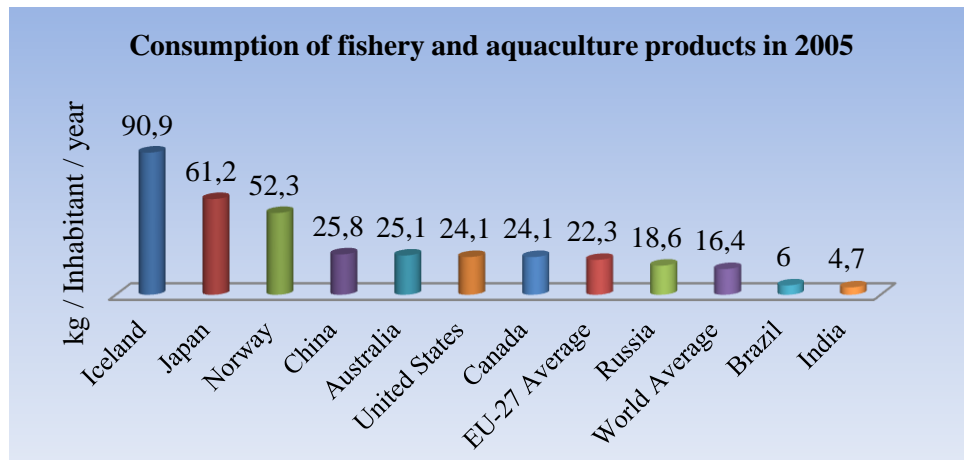 Consumption of fishery and aquaculture products in 2005
kg / Inhabitant / year
90,9
61,2
52,3
25,8
25,1
24,1
24,1
22,3
18,6
16,4
6
4,7
Iceland
Japan
Norway
China
Australia
United States
Canada
EU-27 Average
Russia
World Average
Brazil
India